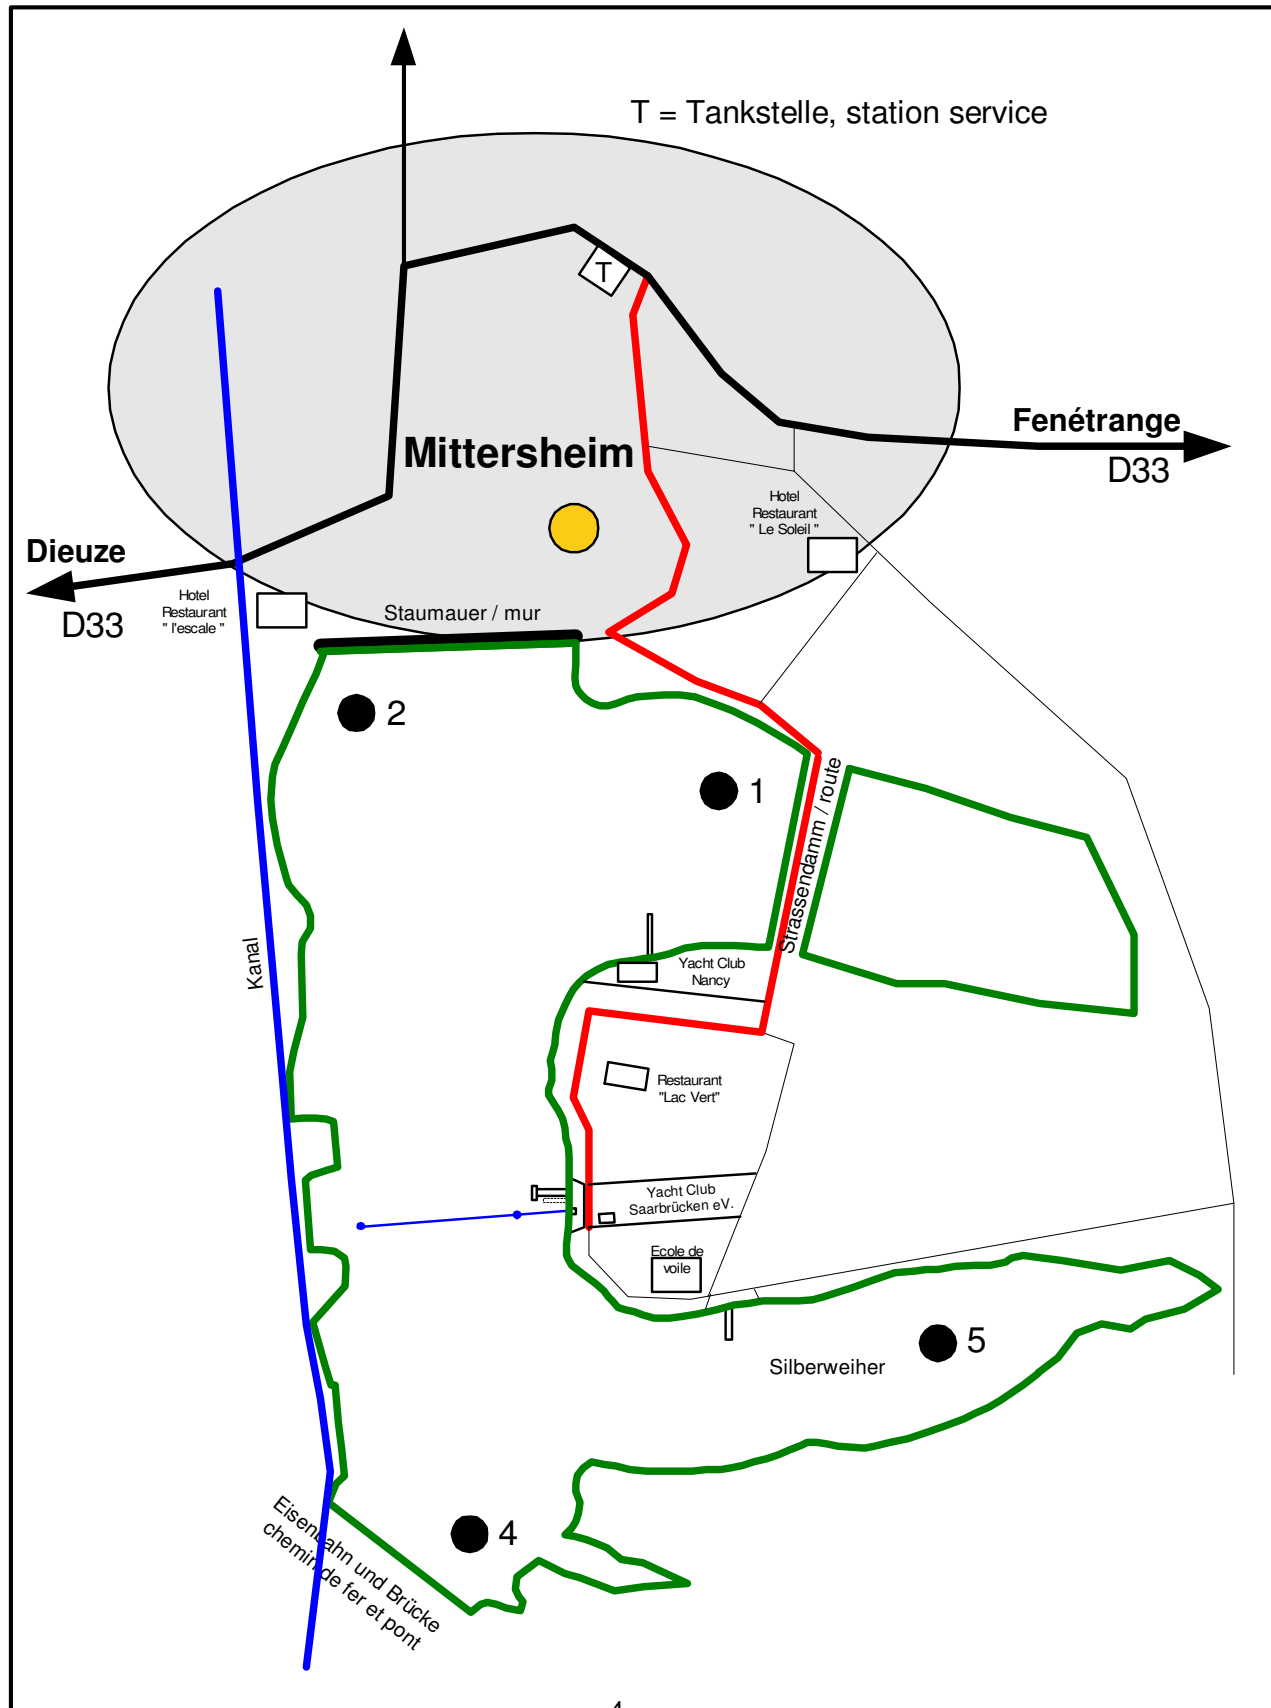 T = Tankstelle, station service
T
Fenétrange
D33
Mittersheim
Hotel
Restaurant
" Le Soleil "
Dieuze
D33
Hotel
Restaurant
" l'escale "
Staumauer / mur
2
1
Strassendamm / route
Kanal
Yacht Club
Nancy
Restaurant
"Lac Vert"
Yacht Club
Saarbrücken eV.
Ecole de
voile
5
Silberweiher
4
Eisenbahn und Brücke
chemin de fer et pont